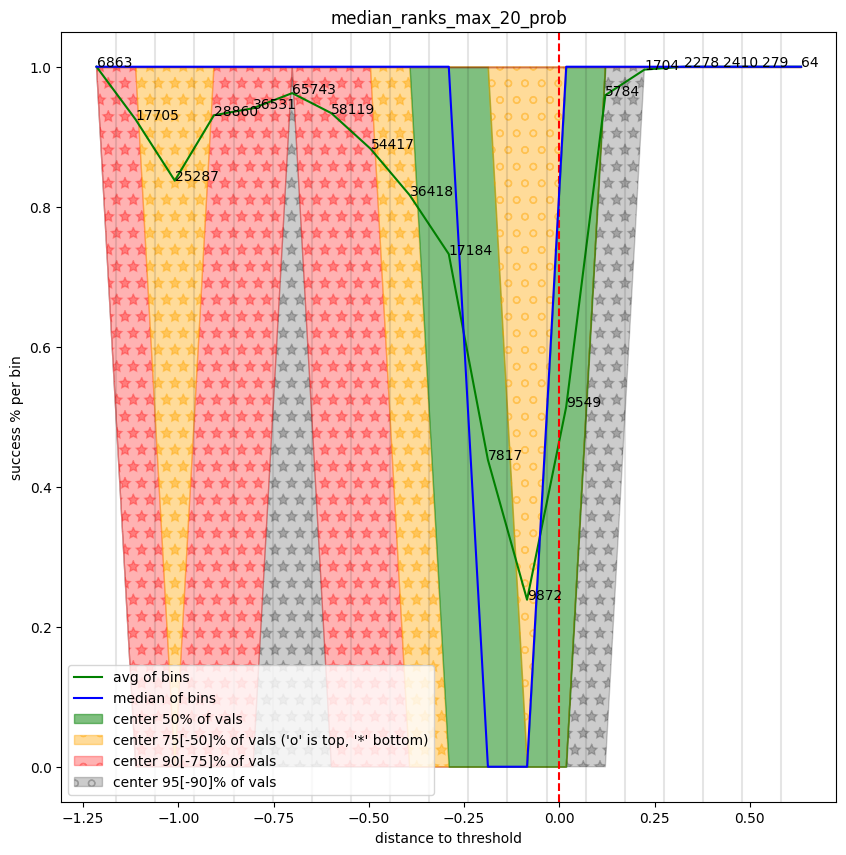 median_ranks_max_20_prob
6863
17705
25287
28860
36531
65743
58119
54417
36418
17184
7817
9872
9549
5784
1704
2278 2410 279 64
1.0
0.8
0.6
0.4
0.2
0.0
success % per bin
avg of bins
median of bins
center 50% of vals
center 75[-50]% of vals ('o' is top, '*' bottom)
center 90[-75]% of vals
center 95[-90]% of vals
−1.25 −1.00 −0.75 −0.50 −0.25 0.00 0.25 0.50
distance to threshold